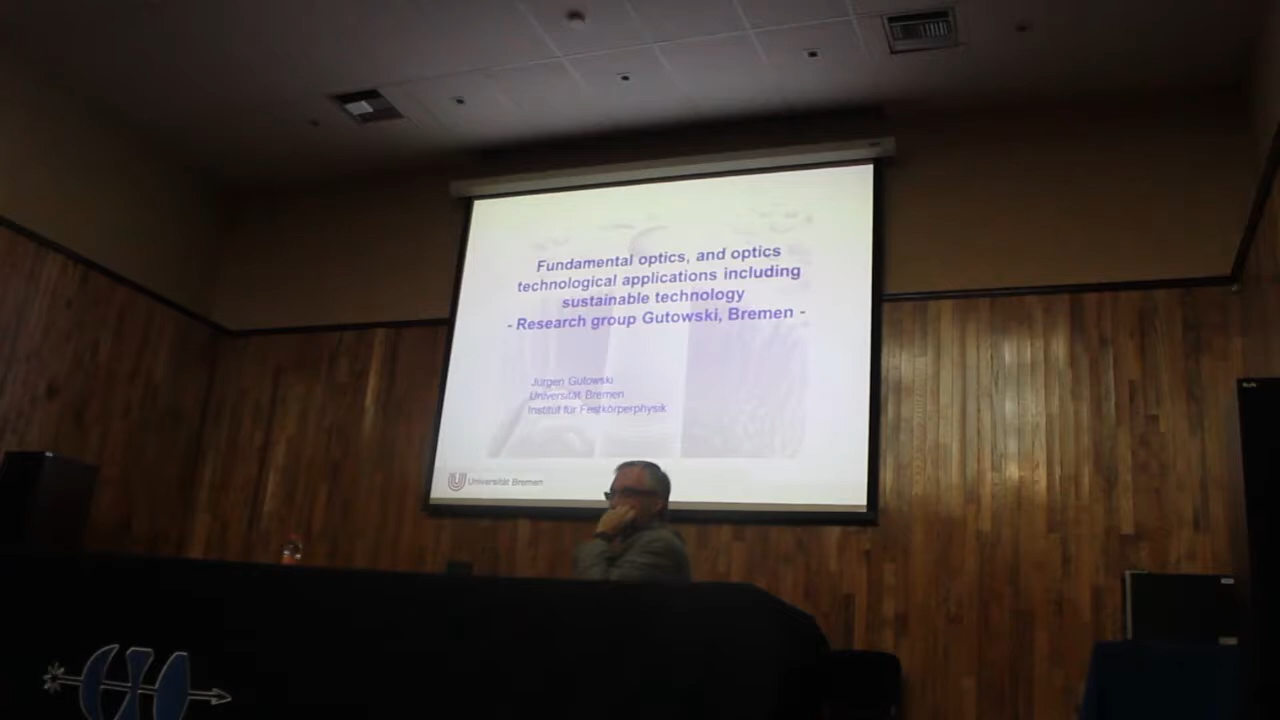 Fundamental optics, and optics
technological applications including
sustainable technology
- Research group Gutowski, Bremen -
Jürgen Gutowski
Universität Bremen
Institut für Festkörperphysik
Universität Bremen